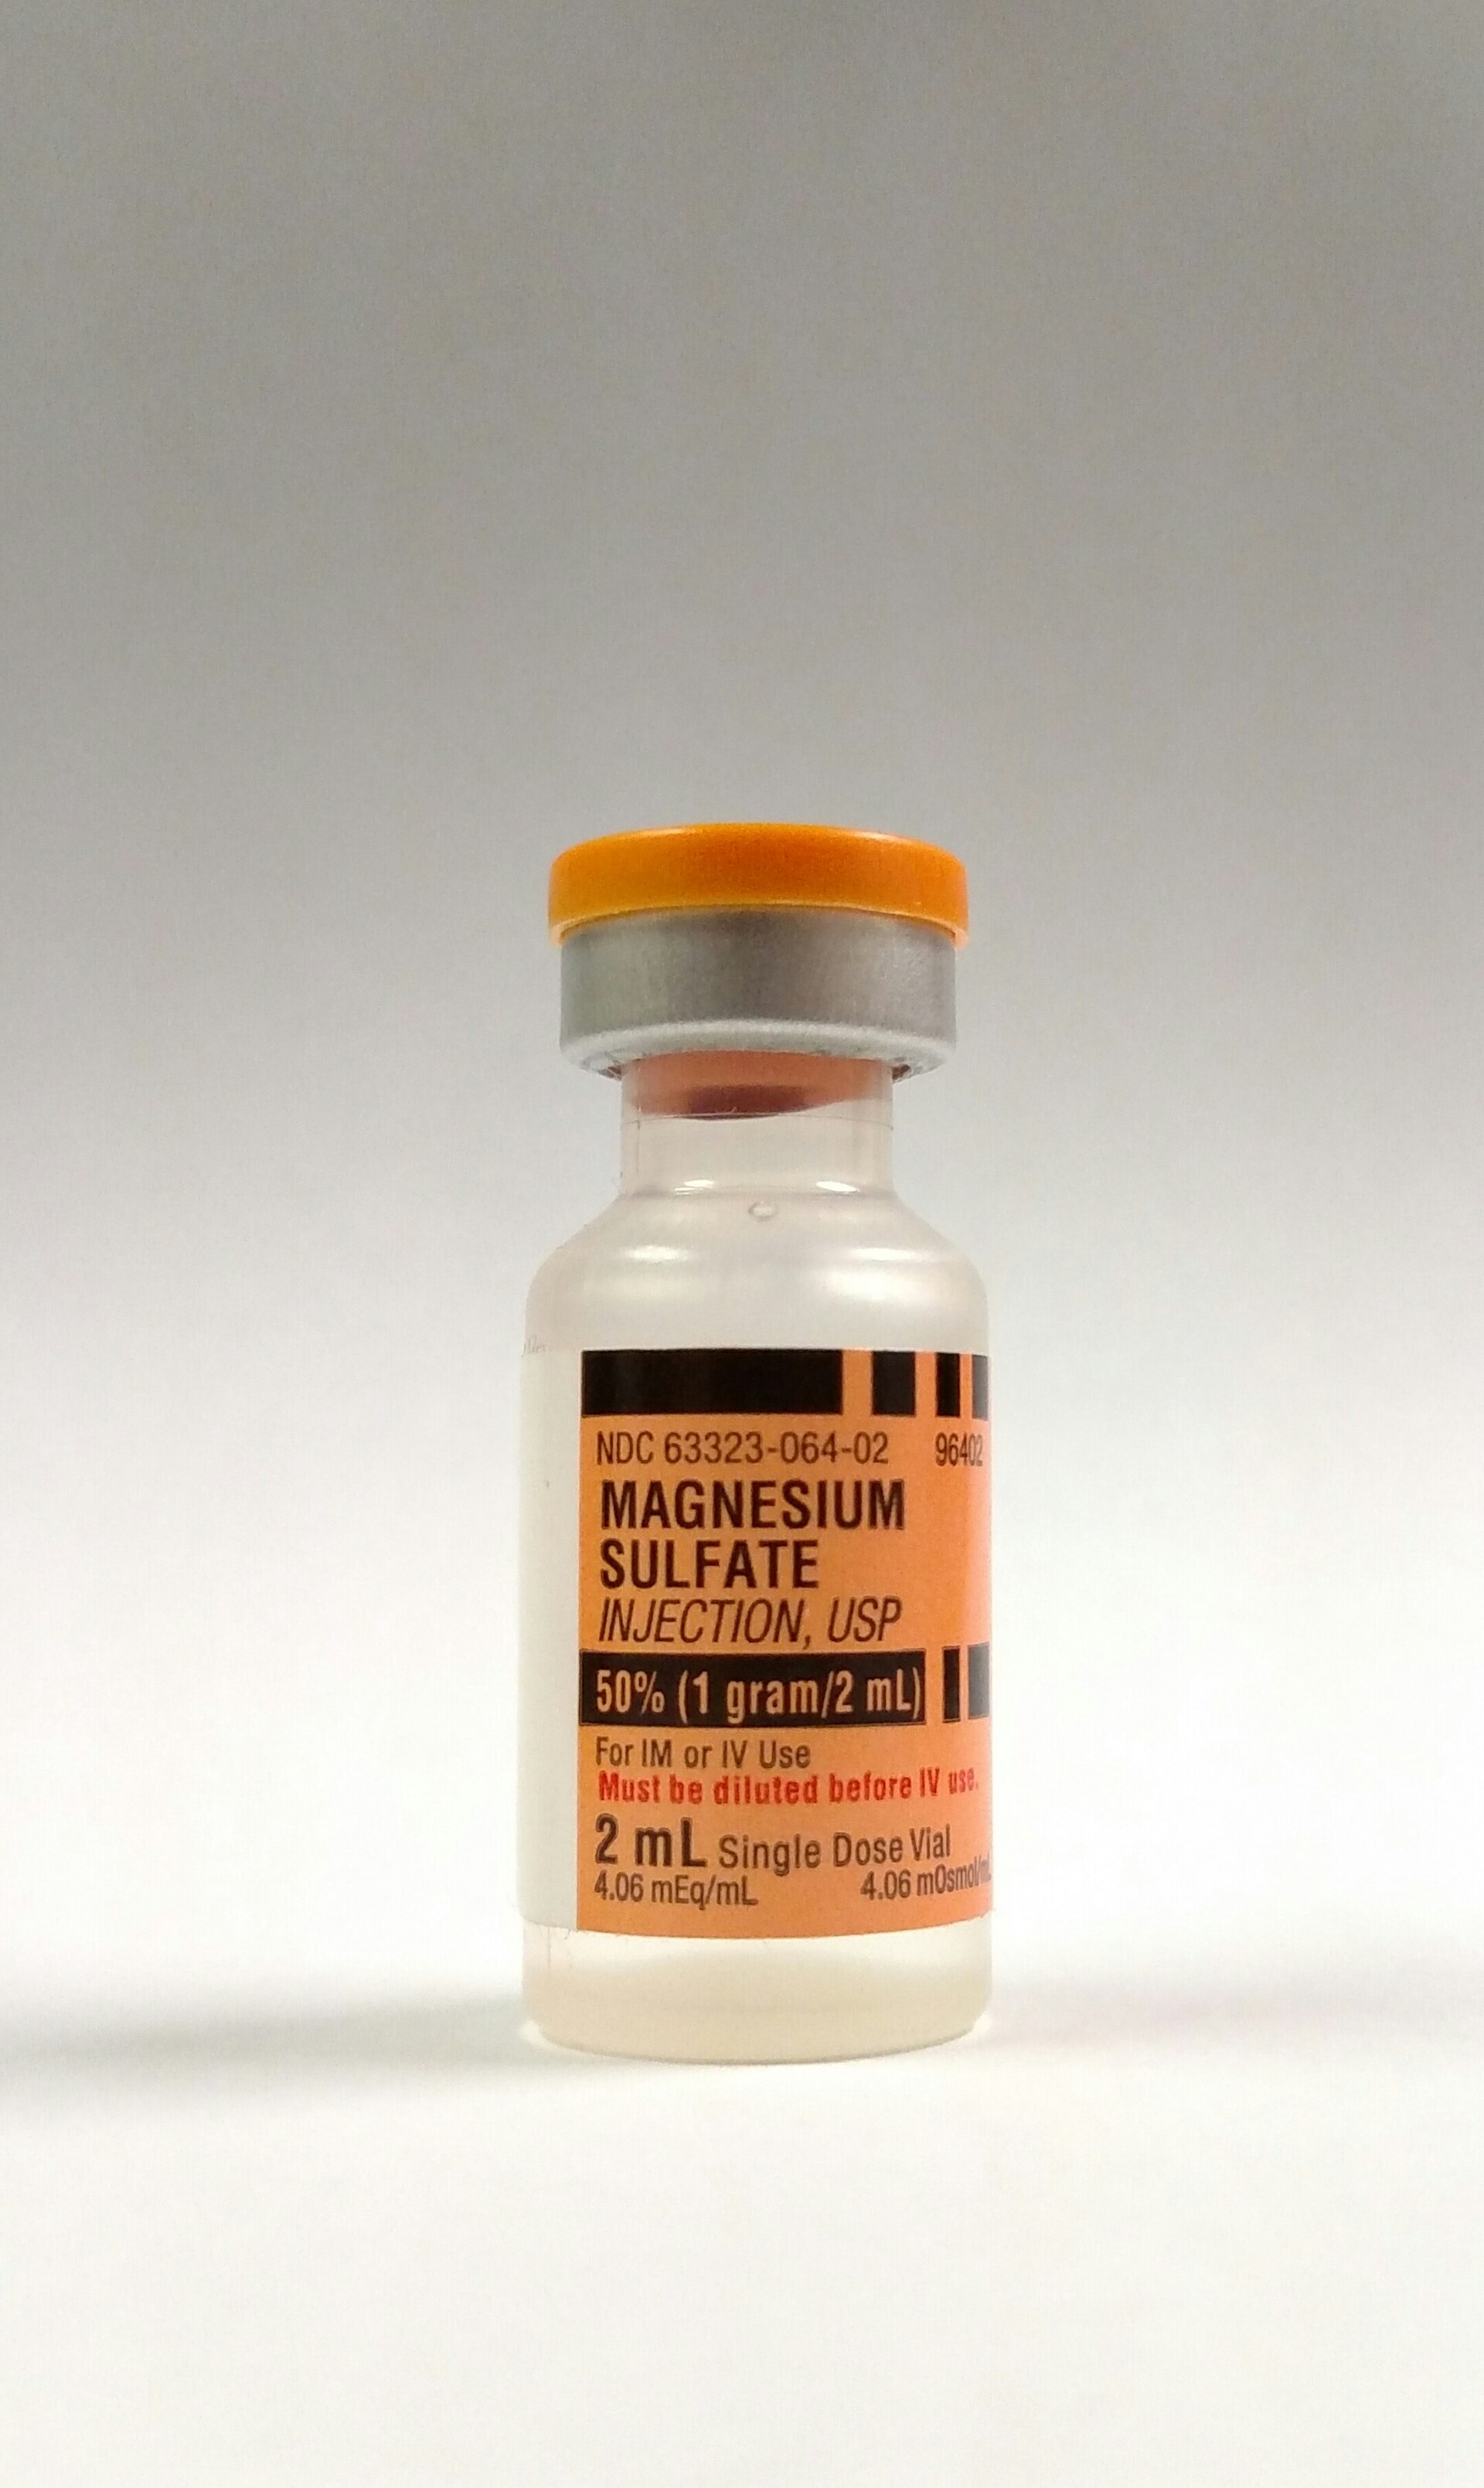 NDC 63323-064-02 96402
MAGNESIUM
SULFATE
INJECTION, USP
50% (1 gram/2 mL)
For IM or IV Use
Must be diluted before IV use.
2 mL Single Dose Vial
4.06 mEq/mL 4.06 mOsmol/mL